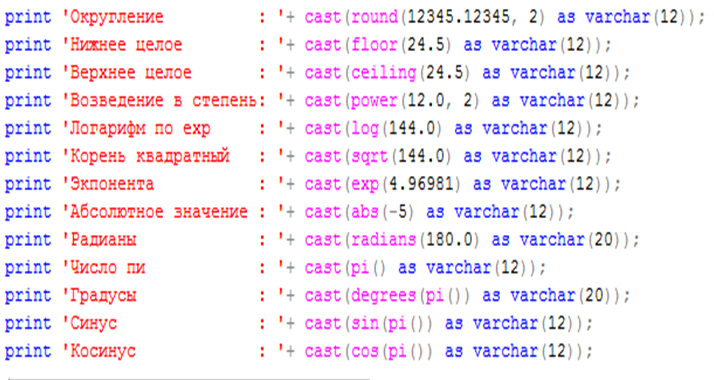 print 'Округление          : '+ cast(round(12345.12345, 2) as varchar(12));
print 'Нижнее целое        : '+ cast(floor(24.5) as varchar(12));
print 'Верхнее целое       : '+ cast(ceiling(24.5) as varchar(12));
print 'Возведение в степень: '+ cast(power(12.0, 2) as varchar(12));
print 'Логарифм по exp     : '+ cast(log(144.0) as varchar(12));
print 'Корень квадратный   : '+ cast(sqrt(144.0) as varchar(12));
print 'Экпонента           : '+ cast(exp(4.96981) as varchar(12));
print 'Абсолютное значение : '+ cast(abs(-5) as varchar(12));
print 'Радианы             : '+ cast(radians(180.0) as varchar(20));
print 'Число пи            : '+ cast(pi() as varchar(12));
print 'Градусы             : '+ cast(degrees(pi()) as varchar(20));
print 'Синус               : '+ cast(sin(pi()) as varchar(12));
print 'Косинус             : '+ cast(cos(pi()) as varchar(12));